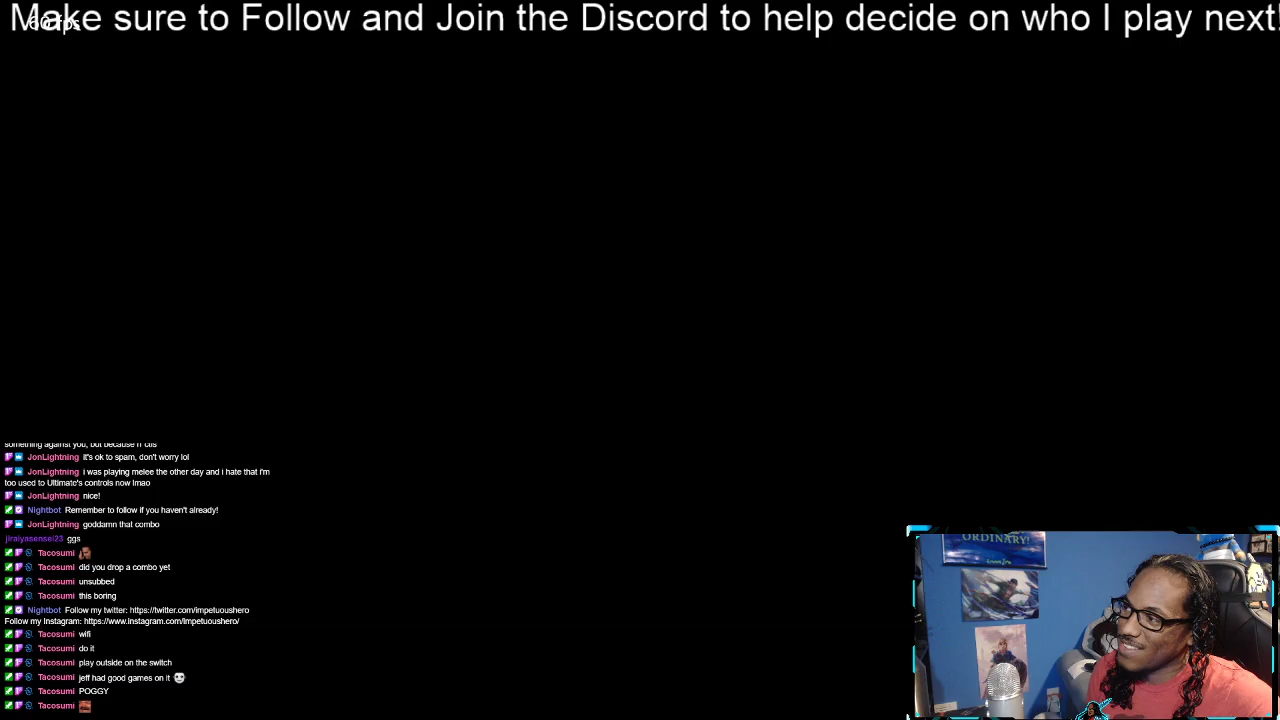 Make sure to Follow and Join the Discord to help decide on who I play next!
60 fps
something against you, but because n ctls
JonLightning it's ok to spam, don't worry lol
JonLightning i was playing melee the other day and i hate that i'm
too used to Ultimate's controls now lmao
JonLightning nice!
Nightbot Remember to follow if you haven't already!
JonLightning goddamn that combo
jiraiyasensei23 ggs
Tacosumi
Tacosumi did you drop a combo yet
Tacosumi unsubbed
Tacosumi this boring
Nightbot Follow my twitter: https://twitter.com/impetuoushero
Follow my Instagram: https://www.instagram.com/impetuoushero/
Tacosumi wifi
Tacosumi do it
Tacosumi play outside on the switch
Tacosumi jeff had good games on it
Tacosumi POGGY
Tacosumi
ORDINARY!